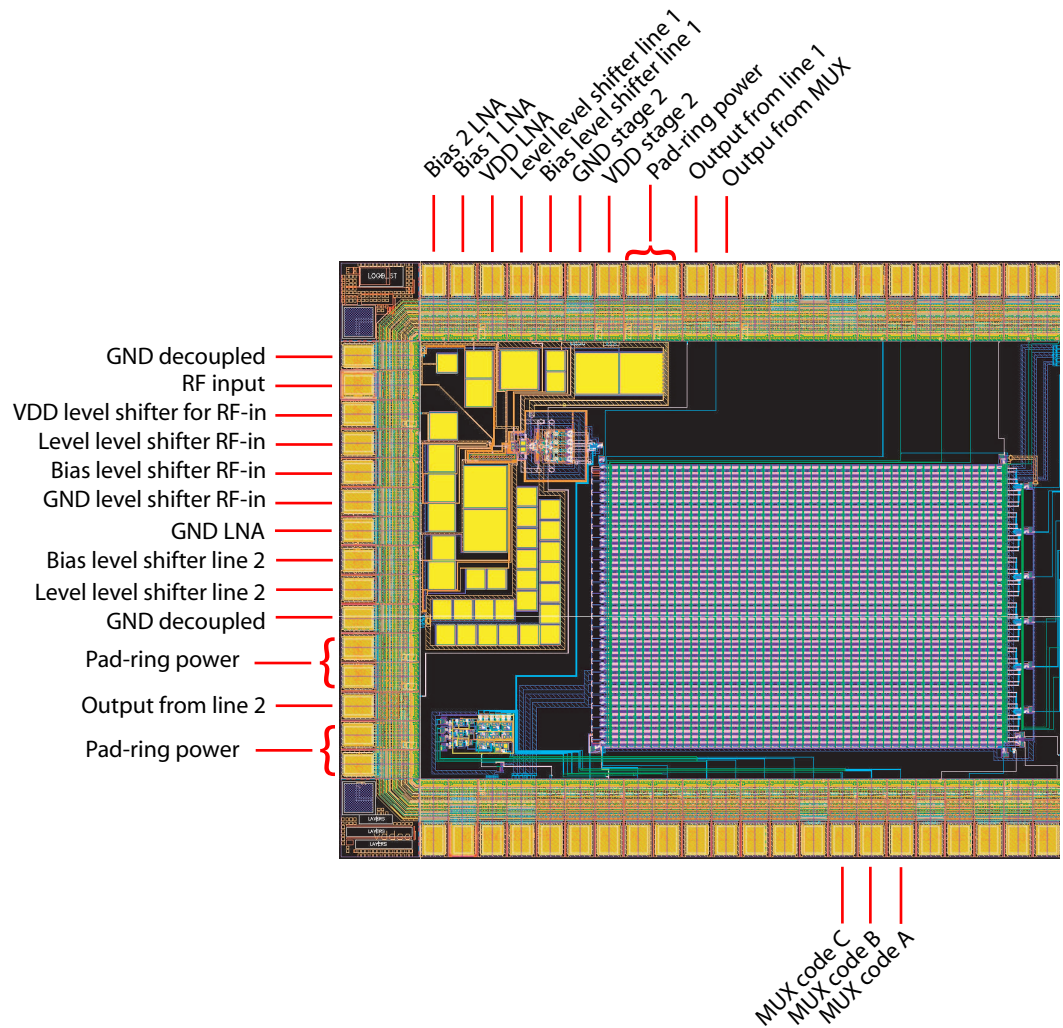 Bias 2 LNA
Bias 1 LNA
VDD LNA
Level level shifter line 1
Bias level shifter line 1
GND stage 2
VDD stage 2
Pad-ring power
Output from line 1
Outpu from MUX
GND decoupled
RF input
VDD level shifter for RF-in
Level level shifter RF-in
Bias level shifter RF-in
GND level shifter RF-in
GND LNA
Bias level shifter line 2
Level level shifter line 2
GND decoupled
Pad-ring power
Output from line 2
Pad-ring power
LAYERS
LAYERS
LAYERS
MUX code C
MUX code B
MUX code A